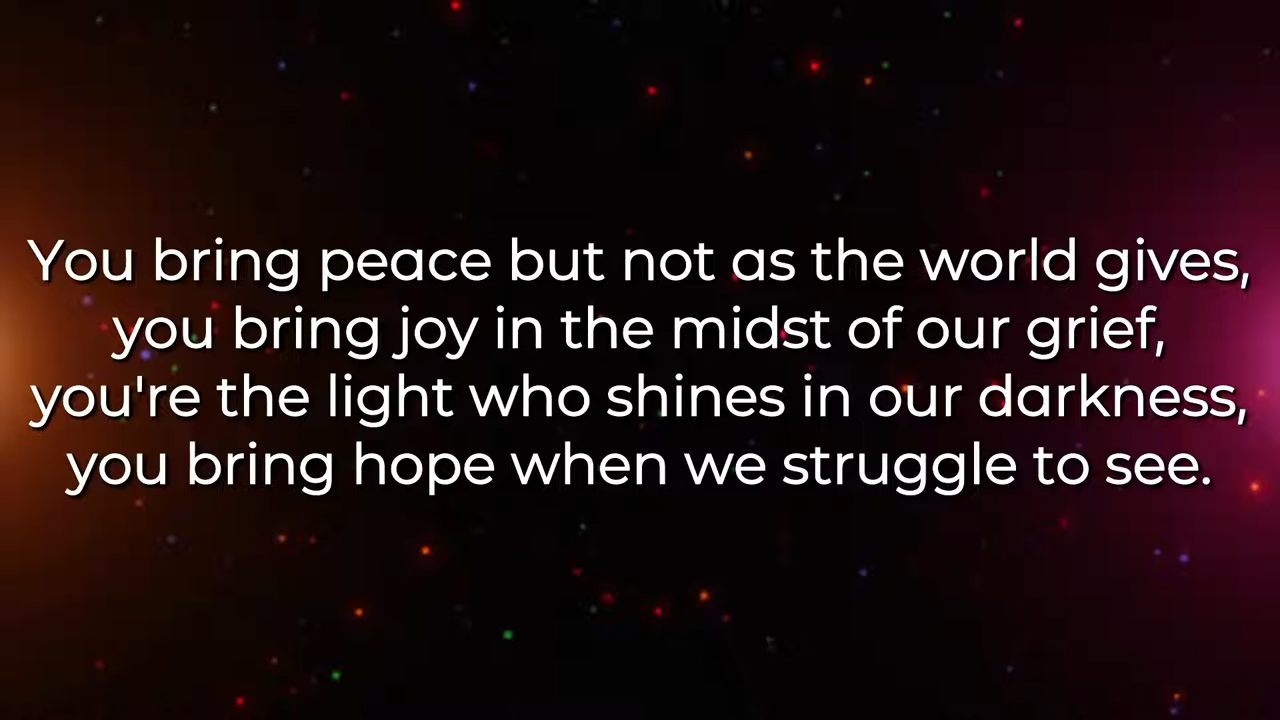 You bring peace but not as the world gives,
you bring joy in the midst of our grief,
you're the light who shines in our darkness,
you bring hope when we struggle to see.